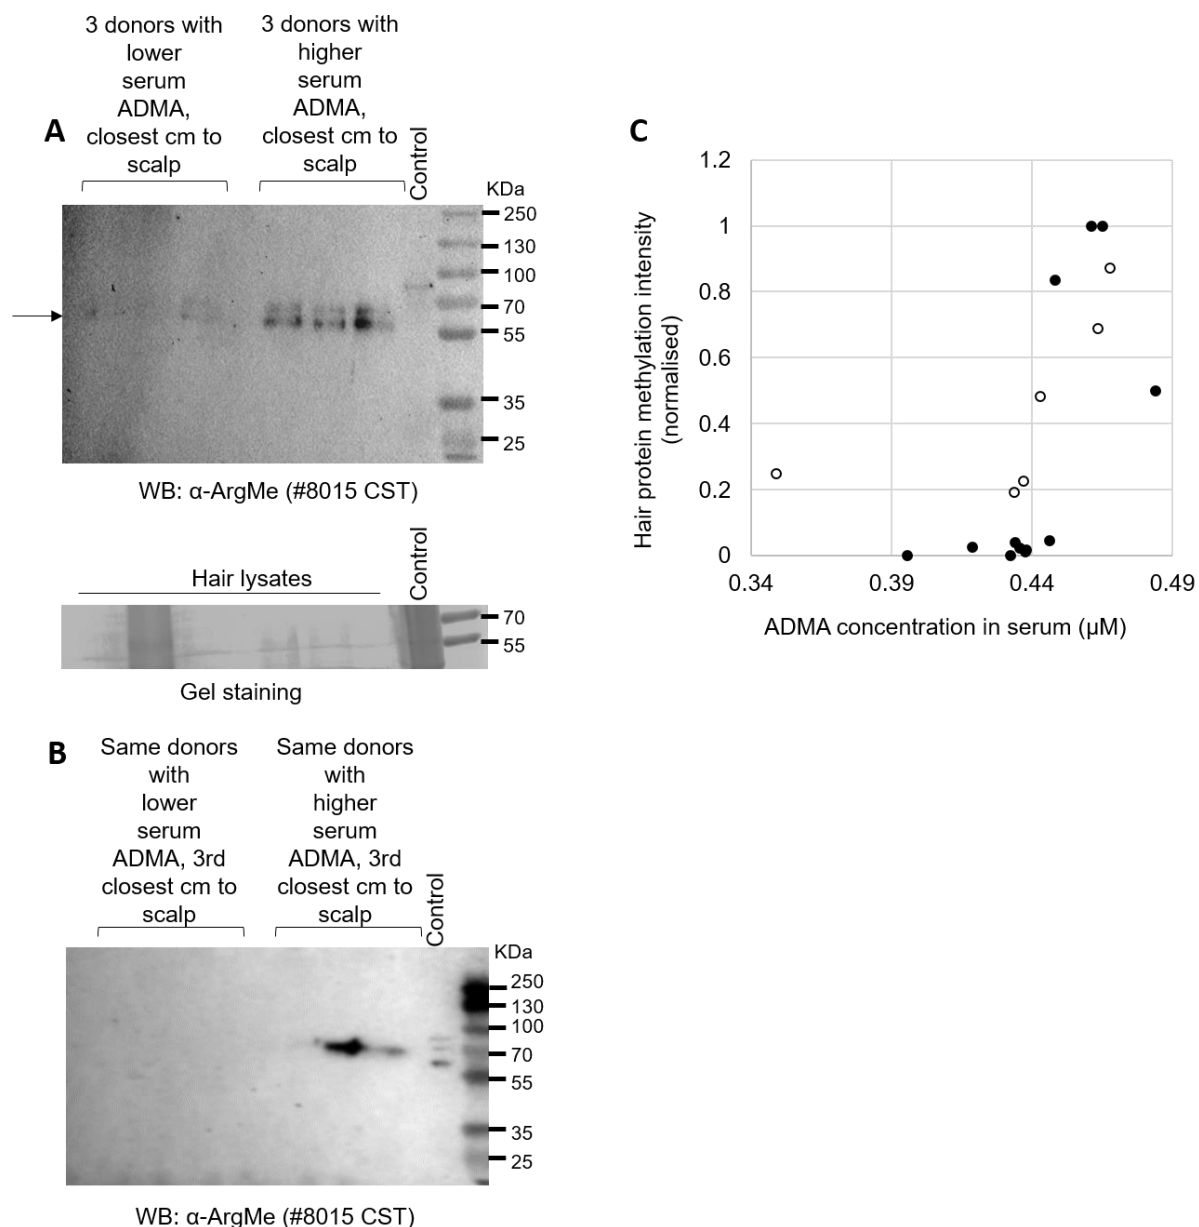 3 donors with
lower
serum
ADMA,
closest cm to
scalp
3 donors with
higher
serum
ADMA,
closest cm to
scalp
Control
A
KDa
250
130
100
70
55
35
25
WB: α-ArgMe (#8015 CST)
Hair lysates
Control
70
55
Gel staining
B
Same donors
with
lower
serum
ADMA, 3rd
closest cm to
scalp
Same donors
with
higher
serum
ADMA, 3rd
closest cm to
scalp
Control
KDa
250
130
100
70
55
35
25
WB: α-ArgMe (#8015 CST)
C
Hair protein methylation intensity
(normalised)
1.2
1
0.8
0.6
0.4
0.2
0
0.34
0.39
0.44
0.49
ADMA concentration in serum (µM)